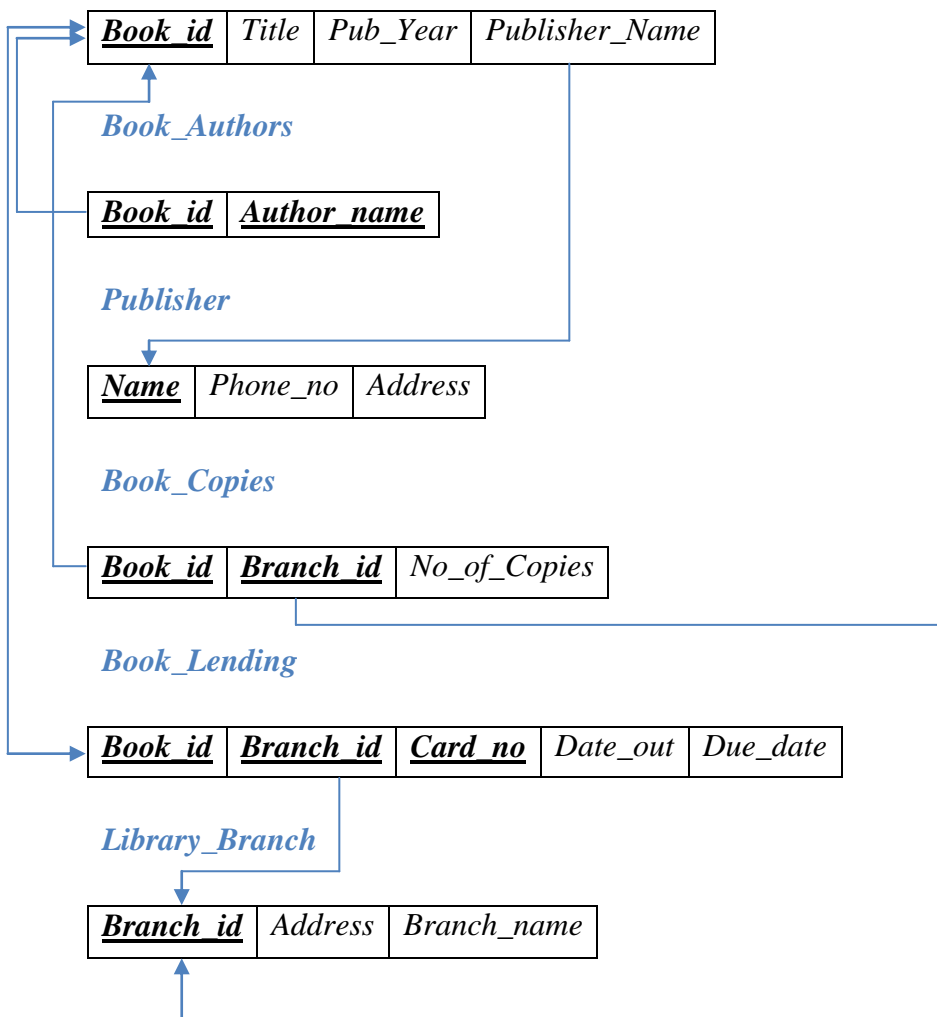 Book_id Title Pub_Year Publisher_Name
Book_Authors
Book_id Author_name
Publisher
Name Phone_no Address
Book_Copies
Book_id Branch_id No_of_Copies
Book_Lending
Book_id Branch_id Card_no Date_out Due_date
Library_Branch
Branch_id Address Branch_name